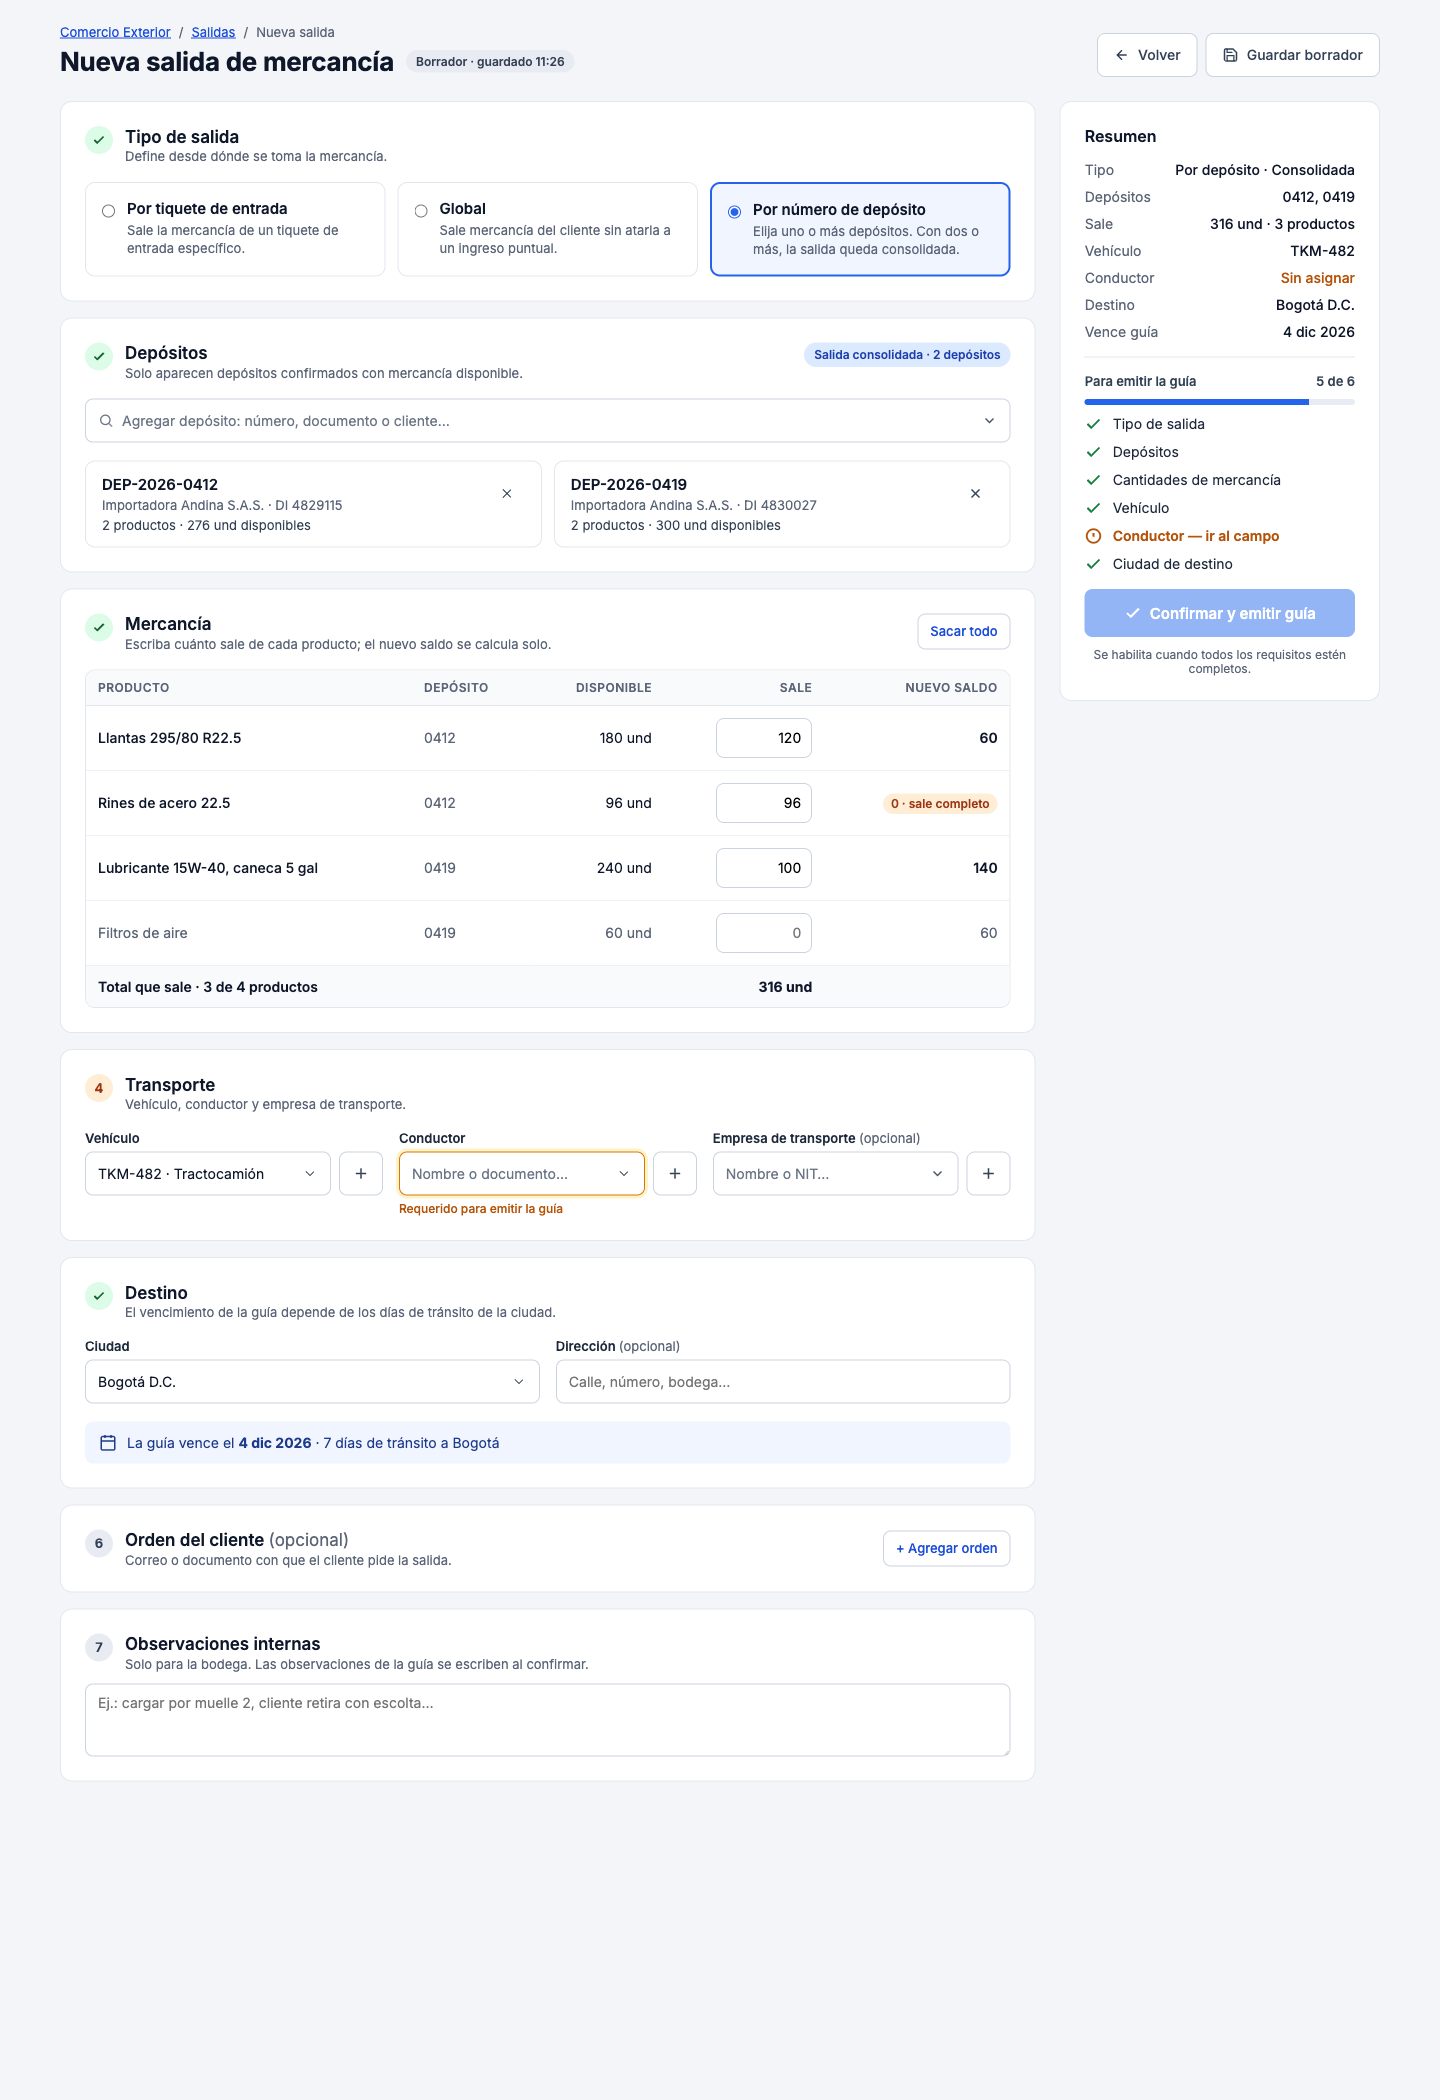 Comercio Exterior / Salidas / Nueva salida
Nueva salida de mercancía
Borrador · guardado 11:26
Volver
Guardar borrador
Tipo de salida
Define desde dónde se toma la mercancía.
Por tiquete de entrada
Sale la mercancía de un tiquete de
entrada específico.
Global
Sale mercancía del cliente sin atarla a
un ingreso puntual.
Por número de depósito
Elija uno o más depósitos. Con dos o
más, la salida queda consolidada.
Depósitos
Solo aparecen depósitos confirmados con mercancía disponible.
Salida consolidada · 2 depósitos
Agregar depósito: número, documento o cliente...
DEP-2026-0412
Importadora Andina S.A.S. · DI 4829115
2 productos · 276 und disponibles
DEP-2026-0419
Importadora Andina S.A.S. · DI 4830027
2 productos · 300 und disponibles
Mercancía
Escriba cuánto sale de cada producto; el nuevo saldo se calcula solo.
Sacar todo
PRODUCTO DEPÓSITO DISPONIBLE SALE NUEVO SALDO
Llantas 295/80 R22.5 0412 180 und 120 60
Rines de acero 22.5 0412 96 und 96 0 · sale completo
Lubricante 15W-40, caneca 5 gal 0419 240 und 100 140
Filtros de aire 0419 60 und 0 60
Total que sale · 3 de 4 productos 316 und
4
Transporte
Vehículo, conductor y empresa de transporte.
Vehículo
TKM-482 · Tractocamión
Conductor
Nombre o documento...
Requerido para emitir la guía
Empresa de transporte (opcional)
Nombre o NIT...
Destino
El vencimiento de la guía depende de los días de tránsito de la ciudad.
Ciudad
Bogotá D.C.
Dirección (opcional)
Calle, número, bodega...
La guía vence el 4 dic 2026 · 7 días de tránsito a Bogotá
6
Orden del cliente (opcional)
Correo o documento con que el cliente pide la salida.
+ Agregar orden
7
Observaciones internas
Solo para la bodega. Las observaciones de la guía se escriben al confirmar.
Ej.: cargar por muelle 2, cliente retira con escolta...
Resumen
Tipo Por depósito · Consolidada
Depósitos 0412, 0419
Sale 316 und · 3 productos
Vehículo TKM-482
Conductor Sin asignar
Destino Bogotá D.C.
Vence guía 4 dic 2026
Para emitir la guía 5 de 6
Tipo de salida
Depósitos
Cantidades de mercancía
Vehículo
Conductor — ir al campo
Ciudad de destino
Confirmar y emitir guía
Se habilita cuando todos los requisitos estén
completos.